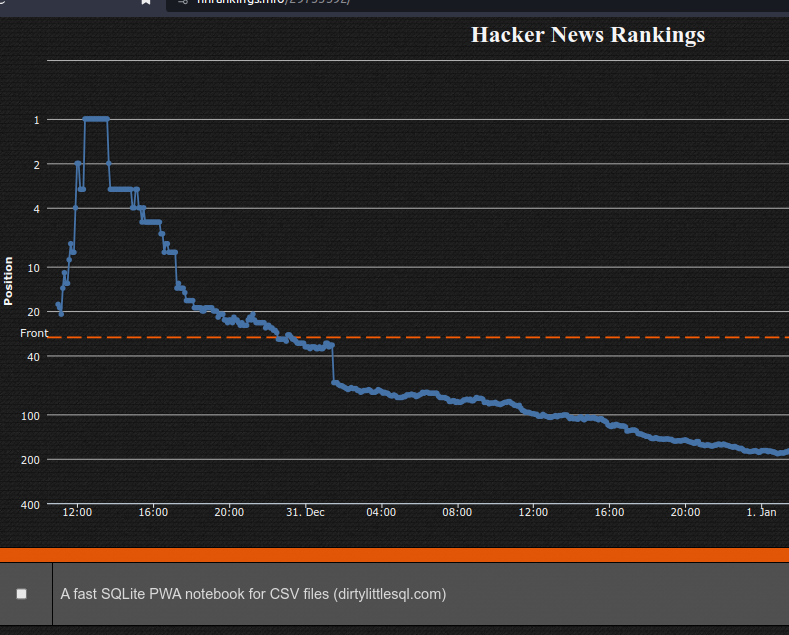 Hacker News Rankings
1
2
4
10
Position
20
Front
40
100
200
400
12:00 16:00 20:00 31. Dec 04:00 08:00 12:00 16:00 20:00 1. Jan
A fast SQLite PWA notebook for CSV files (dirtylittlesql.com)